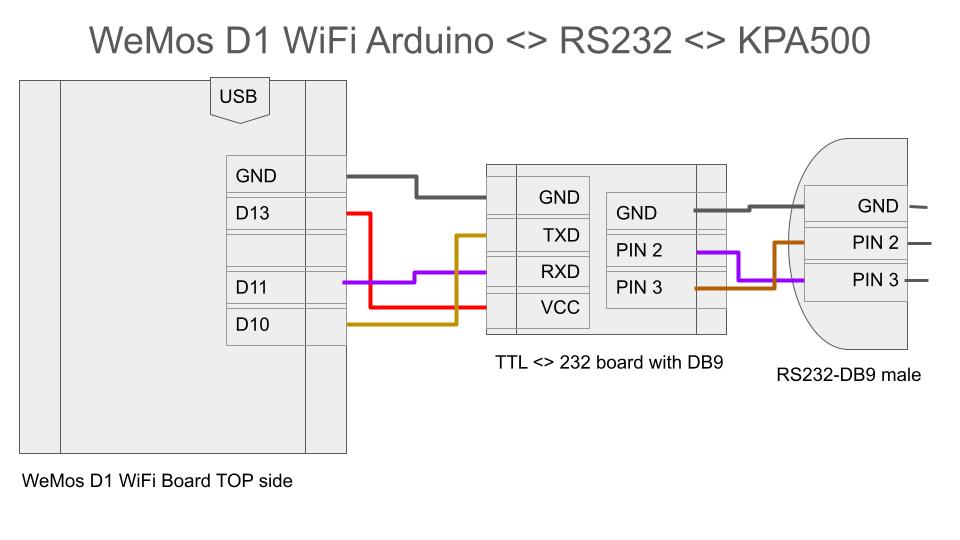 WeMos D1 WiFi Arduino <> RS232 <> KPA500
USB
GND
D13
D11
D10
GND
TXD
RXD
VCC
GND
PIN 2
PIN 3
GND
PIN 2
PIN 3
TTL <> 232 board with DB9
RS232-DB9 male
WeMos D1 WiFi Board TOP side